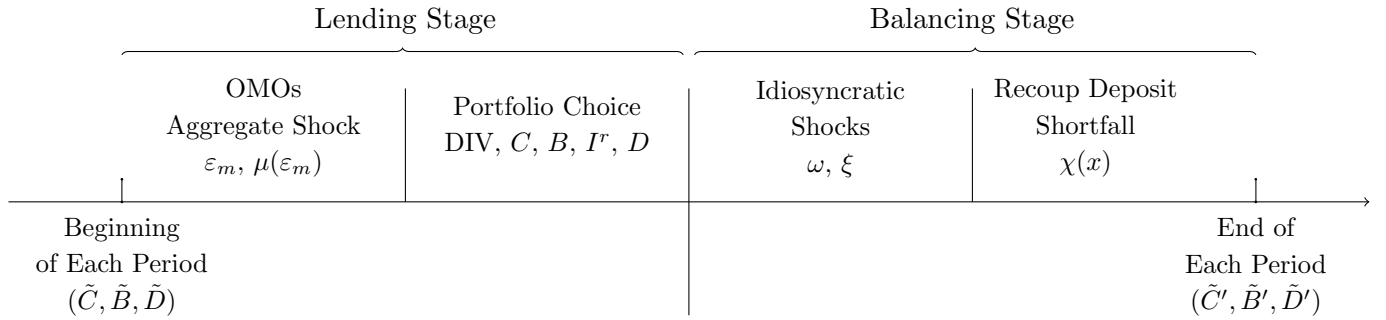 Lending Stage
Balancing Stage
OMOs
Aggregate Shock
ε_m, μ(ε_m)
Portfolio Choice
DIV, C, B, I^r, D
Idiosyncratic
Shocks
ω, ξ
Recoup Deposit
Shortfall
χ(x)
Beginning
of Each Period
(C̃, B̃, D̃)
End of
Each Period
(C̃′, B̃′, D̃′)